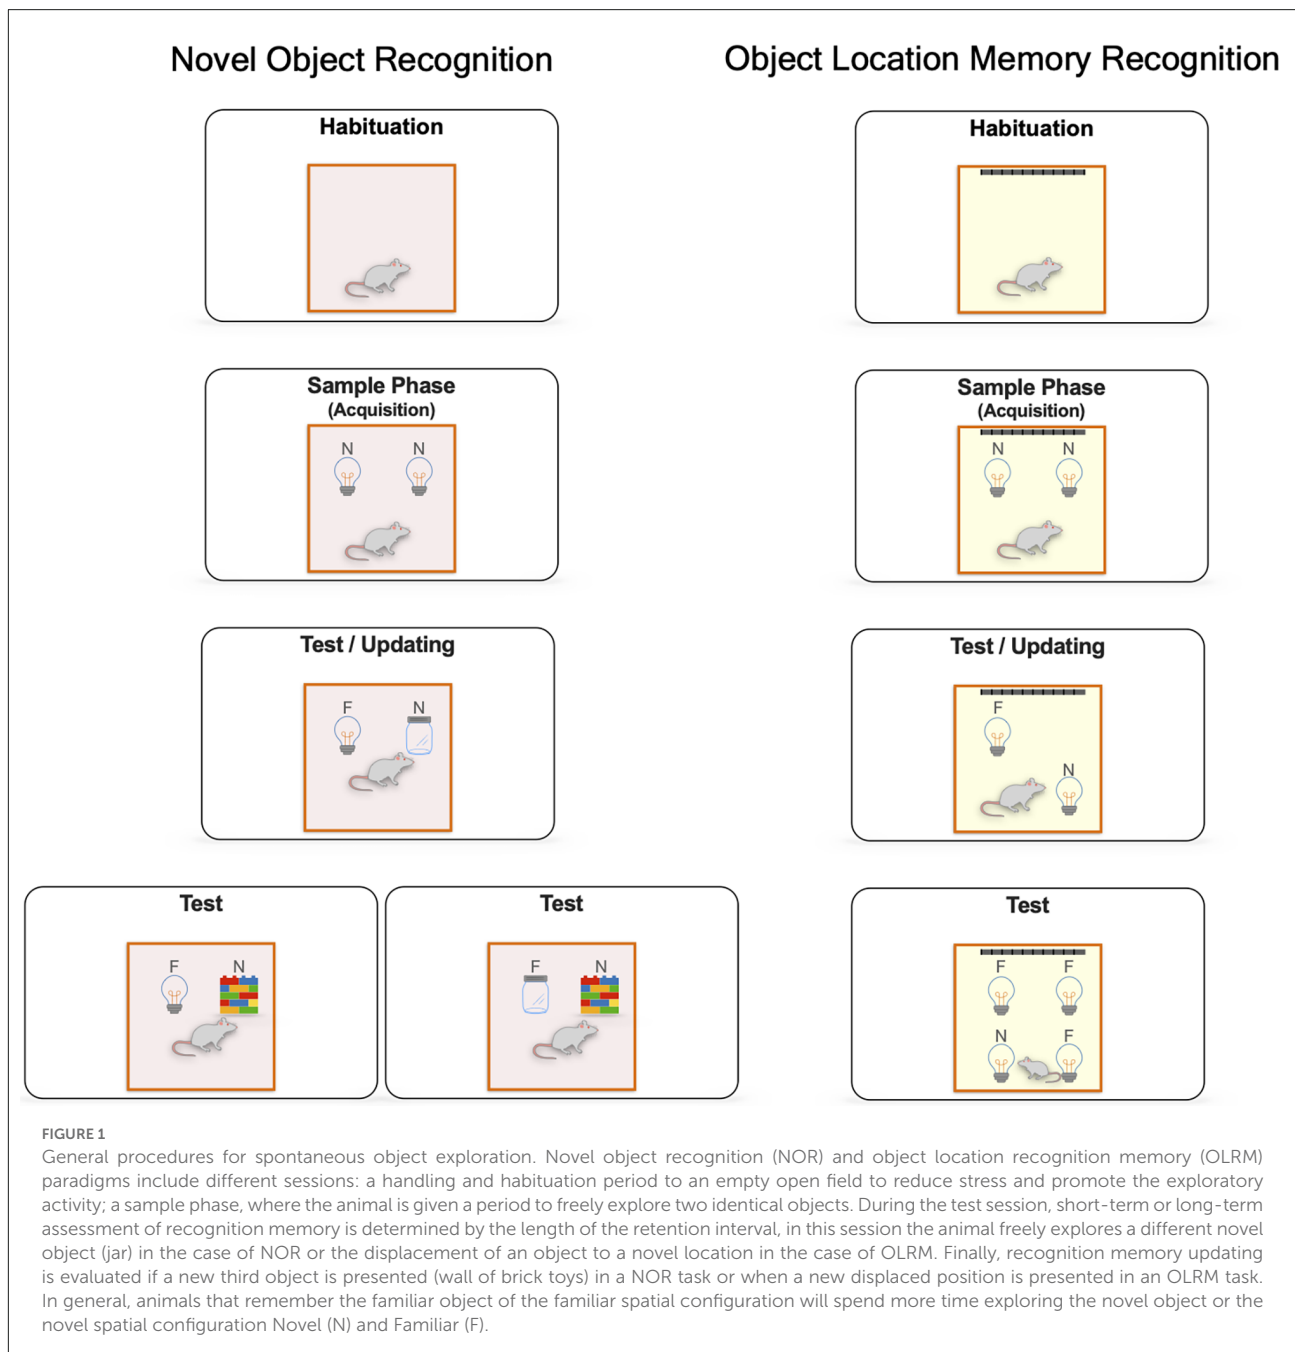 Novel Object Recognition
Habituation
Sample Phase
(Acquisition)
N N
Test / Updating
F N
Test
F N
Test
F N
Object Location Memory Recognition
Habituation
Sample Phase
(Acquisition)
N N
Test / Updating
F
N
Test
F F
N F
FIGURE 1
General procedures for spontaneous object exploration. Novel object recognition (NOR) and object location recognition memory (OLRM)
paradigms include different sessions: a handling and habituation period to an empty open field to reduce stress and promote the exploratory
activity; a sample phase, where the animal is given a period to freely explore two identical objects. During the test session, short-term or long-term
assessment of recognition memory is determined by the length of the retention interval, in this session the animal freely explores a different novel
object (jar) in the case of NOR or the displacement of an object to a novel location in the case of OLRM. Finally, recognition memory updating
is evaluated if a new third object is presented (wall of brick toys) in a NOR task or when a new displaced position is presented in an OLRM task.
In general, animals that remember the familiar object of the familiar spatial configuration will spend more time exploring the novel object or the
novel spatial configuration Novel (N) and Familiar (F).